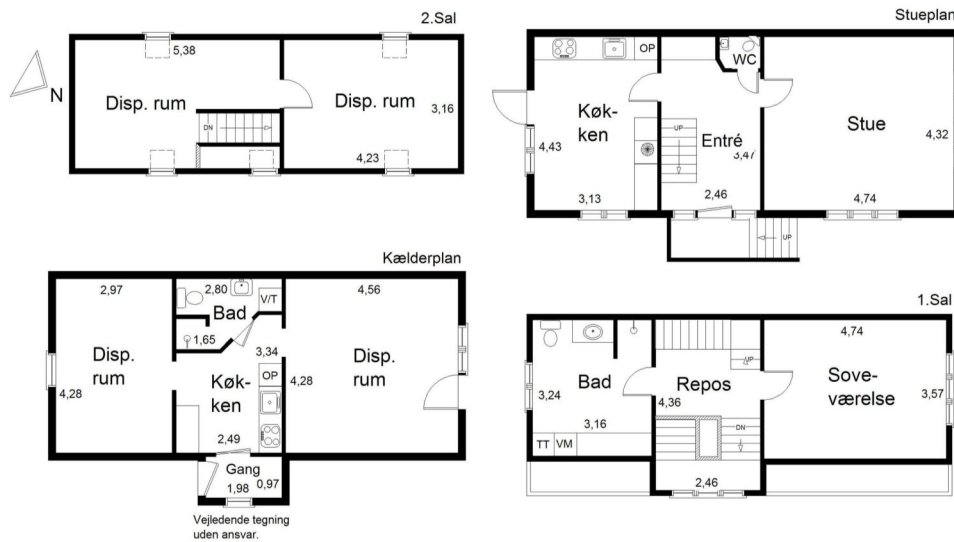 2.Sal
5,38
Disp. rum
Disp. rum
3,16
DN
4,23
N
Stueplan
OP
WC
Køk-
ken
4,43
3,13
UP
Entré
3,47
2,46
Stue
4,32
4,74
UP
Kælderplan
2,97
2,80
V/T
4,56
Bad
1,65
3,34
Disp.
rum
4,28
OP
Køk-
ken
2,49
4,28
Disp.
rum
Gang
1,98
0,97
Vejledende tegning
uden ansvar.
1.Sal
4,74
Bad
3,24
3,16
TT
VM
UP
Repos
4,36
DN
2,46
Sove-
værelse
3,57